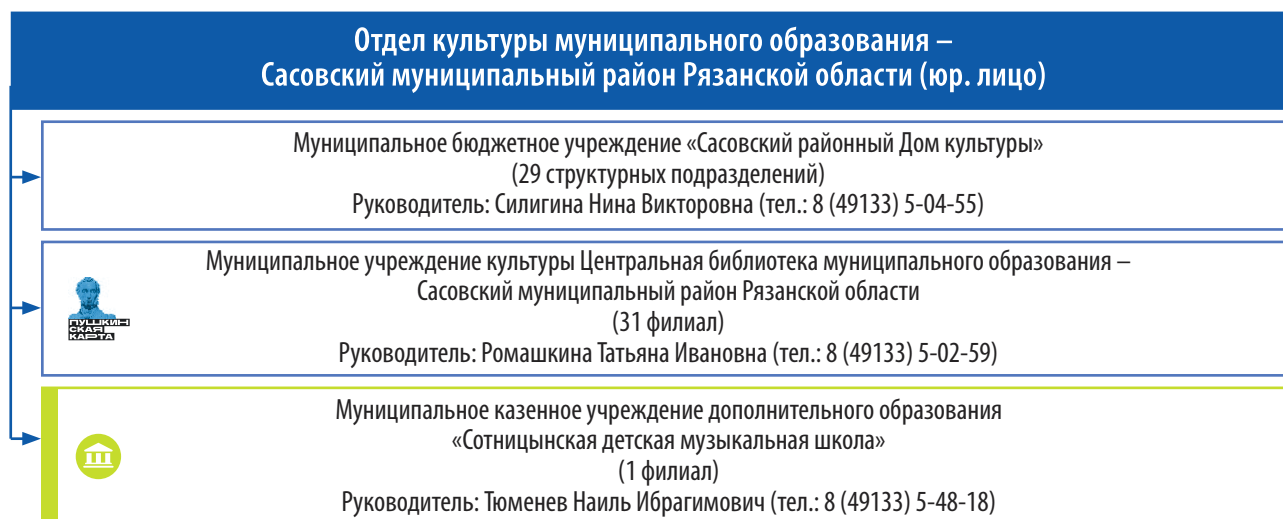 Отдел культуры муниципального образования –
Сасовский муниципальный район Рязанской области (юр. лицо)
Муниципальное бюджетное учреждение «Сасовский районный Дом культуры»
(29 структурных подразделений)
Руководитель: Силигина Нина Викторовна (тел.: 8 (49133) 5-04-55)
Муниципальное учреждение культуры Центральная библиотека муниципального образования –
Сасовский муниципальный район Рязанской области
(31 филиал)
Руководитель: Ромашкина Татьяна Ивановна (тел.: 8 (49133) 5-02-59)
ПУШКИН
СКАЯ
КАРТА
Муниципальное казенное учреждение дополнительного образования
«Сотницынская детская музыкальная школа»
(1 филиал)
Руководитель: Тюменев Наиль Ибрагимович (тел.: 8 (49133) 5-48-18)